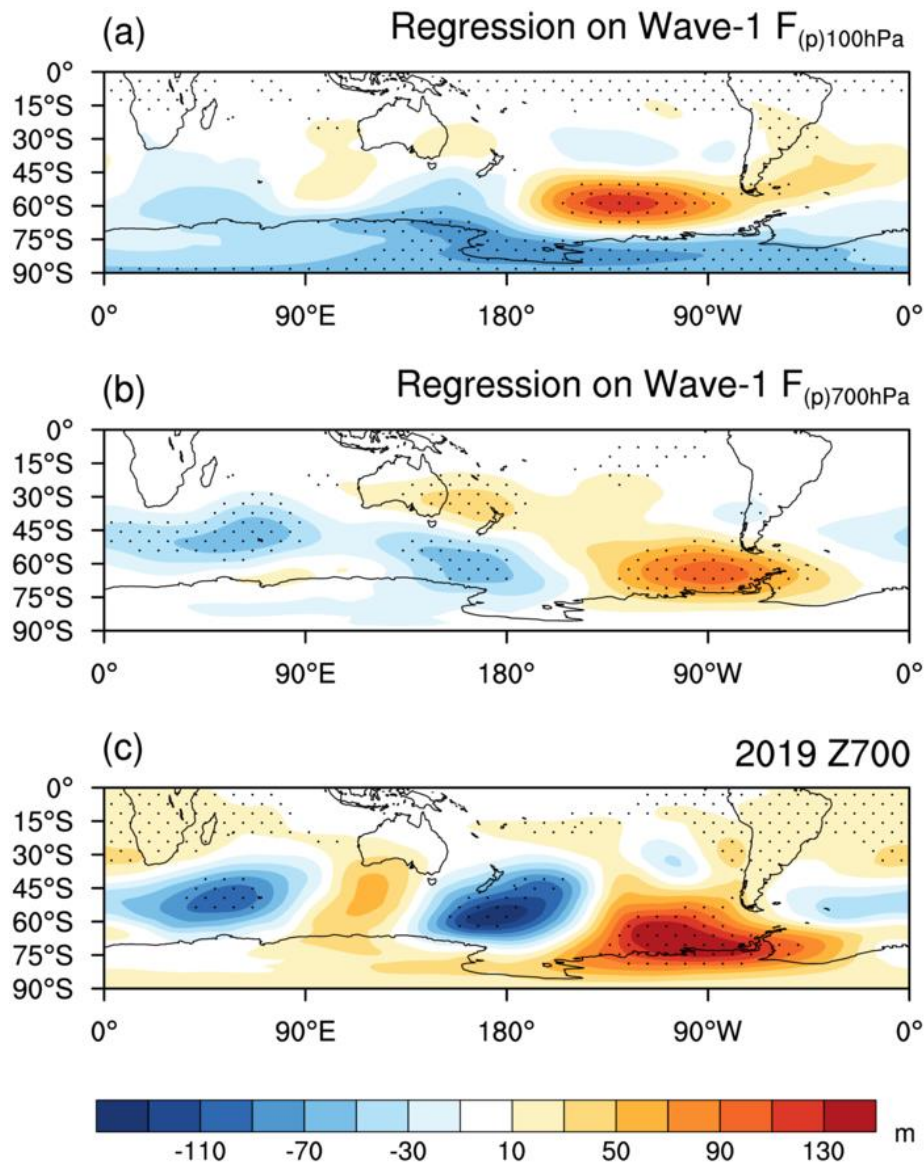 (a) Regression on Wave-1 F(p)100hPa
0°
15°S
30°S
45°S
60°S
75°S
90°S
0° 90°E 180° 90°W 0°
(b) Regression on Wave-1 F(p)700hPa
0°
15°S
30°S
45°S
60°S
75°S
90°S
0° 90°E 180° 90°W 0°
(c) 2019 Z700
0°
15°S
30°S
45°S
60°S
75°S
90°S
0° 90°E 180° 90°W 0°
-110 -70 -30 10 50 90 130 m